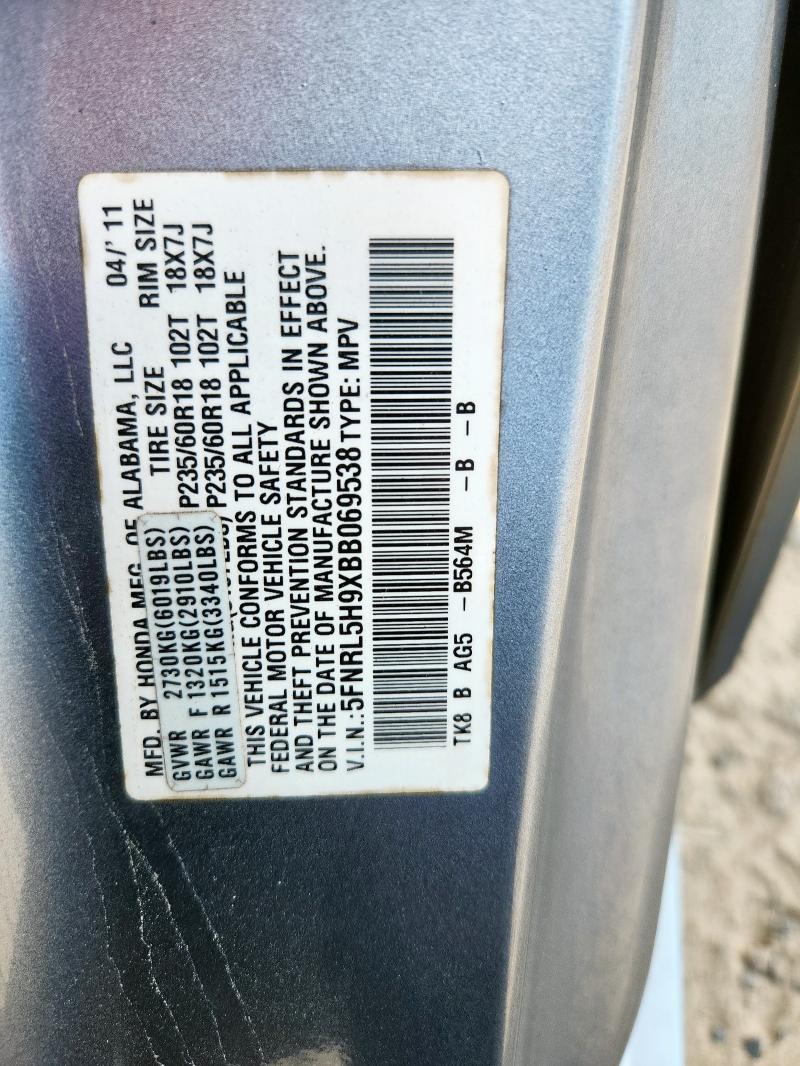 MFD. BY HONDA MFG. OF ALABAMA, LLC 04/' 11
TIRE SIZE RIM SIZE
GVWR 2730KG(6019LBS)
GAWR F 1320KG(2910LBS) P235/60R18 102T 18X7J
GAWR R 1515KG(3340LBS) P235/60R18 102T 18X7J
THIS VEHICLE CONFORMS TO ALL APPLICABLE
FEDERAL MOTOR VEHICLE SAFETY
AND THEFT PREVENTION STANDARDS IN EFFECT
ON THE DATE OF MANUFACTURE SHOWN ABOVE.
V.I.N.:5FNRL5H9XBB069538 TYPE: MPV
TK8 B AG5 -B564M -B -B